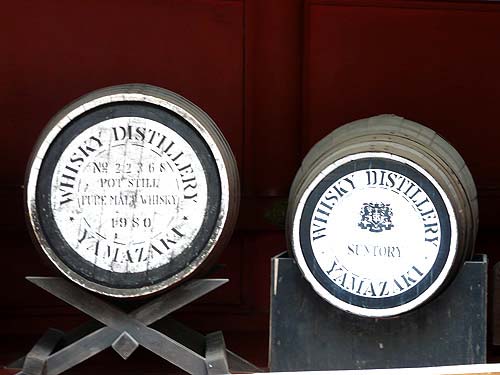 WHISKY DISTILLERY
No 22368
POT STILL
PURE MALT WHISKY
1980
YAMAZAKI
WHISKY DISTILLERY
SUNTORY
YAMAZAKI